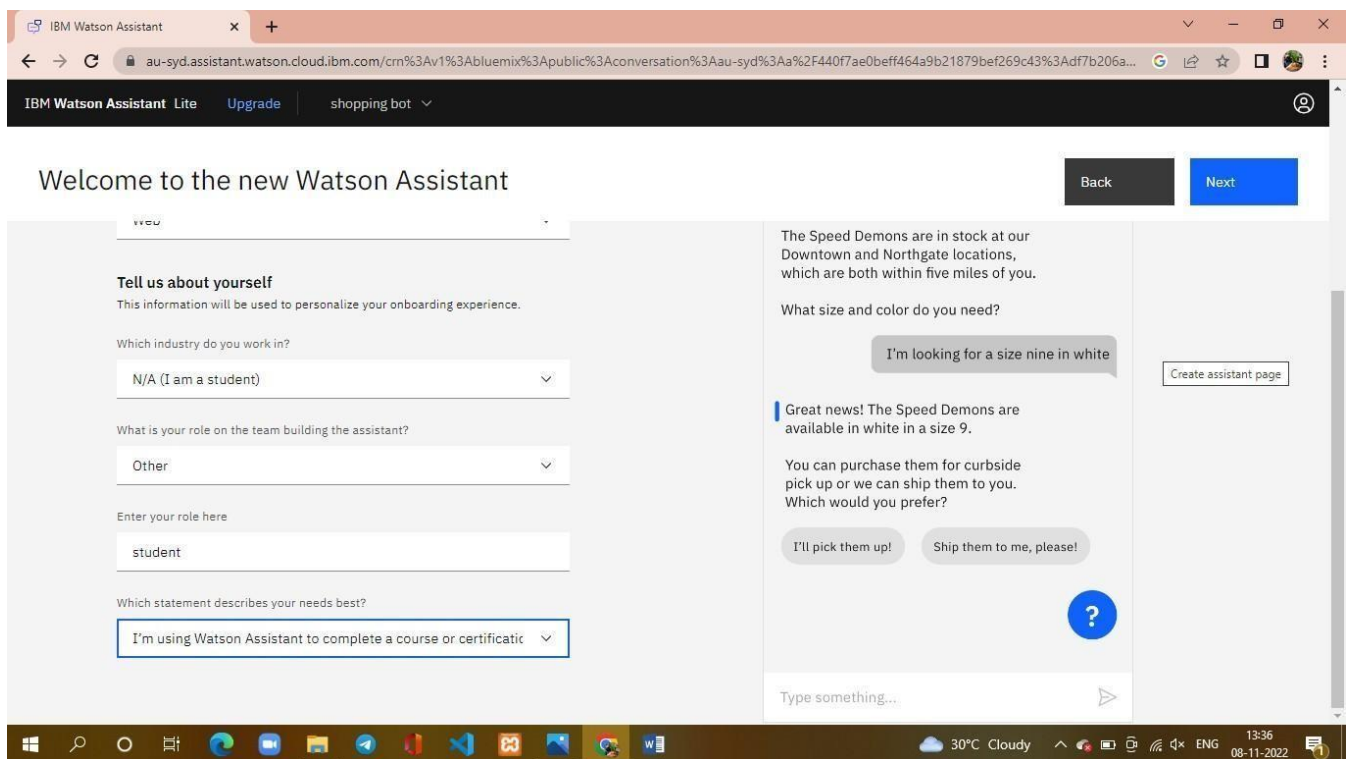 IBM Watson Assistant
au-syd.assistant.watson.cloud.ibm.com/crn%3Av1%3Abluemix%3Apublic%3Aconversation%3Aau-syd%3Aa%2F440f7ae0beff464a9b21879bef269c43%3Adf7b206a...
IBM Watson Assistant Lite Upgrade shopping bot
Welcome to the new Watson Assistant
Back
Next
Web
Tell us about yourself
This information will be used to personalize your onboarding experience.
Which industry do you work in?
N/A (I am a student)
What is your role on the team building the assistant?
Other
Enter your role here
student
Which statement describes your needs best?
I'm using Watson Assistant to complete a course or certificatic
The Speed Demons are in stock at our
Downtown and Northgate locations,
which are both within five miles of you.
What size and color do you need?
I'm looking for a size nine in white
Create assistant page
Great news! The Speed Demons are
available in white in a size 9.
You can purchase them for curbside
pick up or we can ship them to you.
Which would you prefer?
I'll pick them up!
Ship them to me, please!
?
Type something...
30°C Cloudy
ENG
13:36
08-11-2022